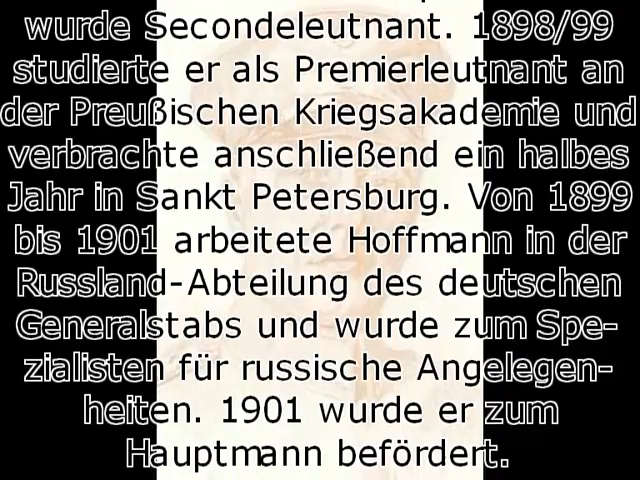 wurde Secondeleutnant. 1898/99
studierte er als Premierleutnant an
der Preußischen Kriegsakademie und
verbrachte anschließend ein halbes
Jahr in Sankt Petersburg. Von 1899
bis 1901 arbeitete Hoffmann in der
Russland-Abteilung des deutschen
Generalstabs und wurde zum Spe-
zialisten für russische Angelegen-
heiten. 1901 wurde er zum
Hauptmann befördert.